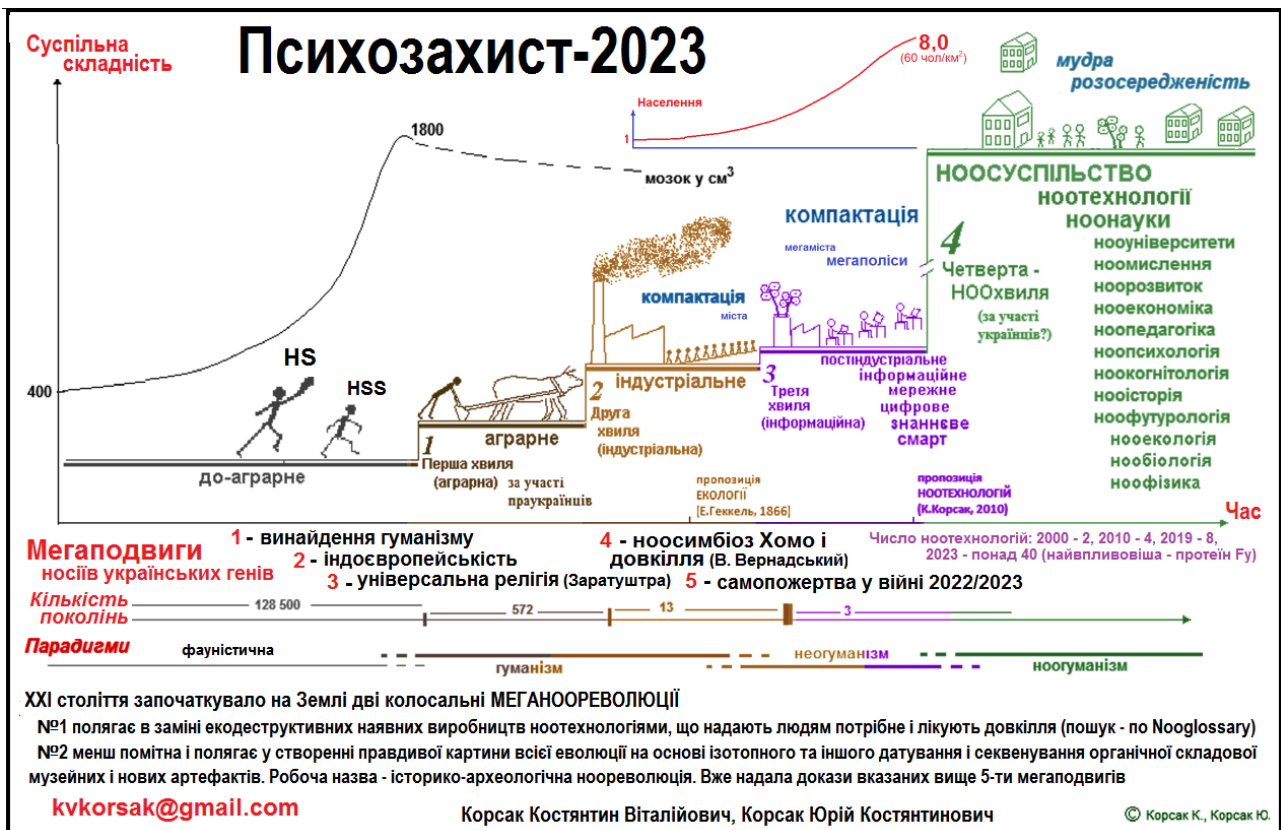 Суспільна
складність
Психозахист-2023
8,0
(60 чол/км²)
Населення
1
мудра
розосередженість
1800
мозок у см³
400
HS
HSS
до-аграрне
1
аграрне
Перша хвиля
(аграрна)
за участі
праукраїнців
компактація
міста
2
індустріальне
Друга
хвиля
(індустріальна)
компактація
мегаміста
мегаполіси
3
Третя
хвиля
(інформаційна)
постіндустріальне
інформаційне
мережне
цифрове
знаннєве
смарт
4
Четверта -
НООхвиля
(за участі
українців?)
НООСУСПІЛЬСТВО
ноотехнології
ноонауки
нооуніверситети
ноомислення
ноорозвиток
нооекономіка
ноопедагогіка
ноопсихологія
ноокогнітологія
нооісторія
ноофутурологія
нооекологія
нообіологія
ноофізика
пропозиція
ЕКОЛОГІЇ
[Е.Геккель, 1866]
пропозиція
НООТЕХНОЛОГІЙ
(К.Корсак, 2010)
Час
Мегаподвиги
носіїв українських генів
1 - винайдення гуманізму
2 - індоєвропейськість
3 - універсальна релігія (Заратуштра)
4 - ноосимбіоз Хомо і
довкілля (В. Вернадський)
5 - самопожертва у війні 2022/2023
Число ноотехнологій: 2000 - 2, 2010 - 4, 2019 - 8,
2023 - понад 40 (найвпливовіша - протеїн Fy)
Кількість
поколінь
128 500
572
13
3
Парадигми
фауністична
гуманізм
неогуманізм
ноогуманізм
ХХІ століття започаткувало на Землі дві колосальні МЕГАНООРЕВОЛЮЦІЇ
№1 полягає в заміні екодеструктивних наявних виробництв ноотехнологіями, що надають людям потрібне і лікують довкілля (пошук - по Nooglossary)
№2 менш помітна і полягає у створенні правдивої картини всієї еволюції на основі ізотопного та іншого датування і секвенування органічної складової
музейних і нових артефактів. Робоча назва - історико-археологічна ноореволюція. Вже надала докази вказаних вище 5-ти мегаподвигів
kvkorsak@gmail.com
Корсак Костянтин Віталійович, Корсак Юрій Костянтинович
© Корсак К., Корсак Ю.